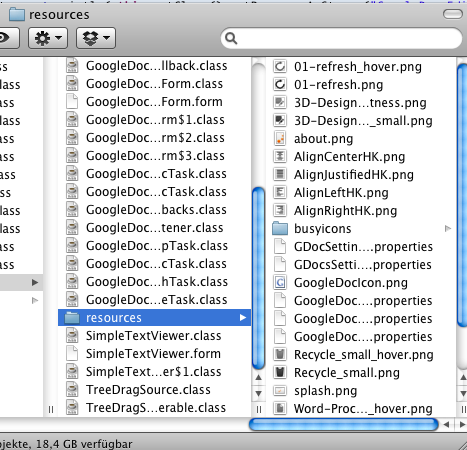 resources
lass
GoogleDoc...llback.class
01-refresh_hover.png
lass
GoogleDoc...Form.class
01-refresh.png
lass
GoogleDoc...Form.form
3D-Design...tness.png
lass
GoogleDoc...rm$1.class
3D-Design..._small.png
lass
GoogleDoc...rm$2.class
about.png
lass
GoogleDoc...rm$3.class
AlignCenterHK.png
lass
GoogleDoc...cTask.class
AlignJustifiedHK.png
lass
GoogleDoc...cTask.class
AlignLeftHK.png
lass
GoogleDoc...backs.class
AlignRightHK.png
lass
GoogleDoc...tener.class
busyicons
lass
GoogleDoc...pTask.class
GDocSettin....properties
lass
GoogleDoc...cTask.class
GDocsSetti....properties
GoogleDoc...hTask.class
GoogleDocIcon.png
GoogleDoc...eTask.class
GoogleDoc....properties
resources
GoogleDoc....properties
SimpleTextViewer.class
GoogleDoc....properties
SimpleTextViewer.form
Recycle_small_hover.png
SimpleText...er$1.class
Recycle_small.png
TreeDragSource.class
splash.png
TreeDragS...erable.class
Word-Proc..._hover.png
bjekte, 18,4 GB verfügbar